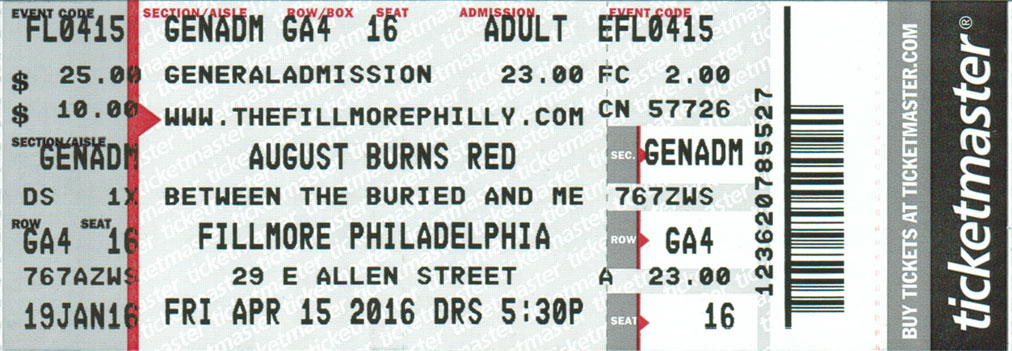 EVENT CODE
FL0415
$ 25.00
$ 10.00
SECTION/AISLE
GENADM
DS 1X
ROW SEAT
GA4 16
767AZWS
19JAN16
SECTION/AISLE ROW/BOX SEAT ADMISSION
GENADM GA4 16 ADULT
GENERALADMISSION 23.00
WWW.THEFILLMOREPHILLY.COM
AUGUST BURNS RED
BETWEEN THE BURIED AND ME
FILLMORE PHILADELPHIA
29 E ALLEN STREET
FRI APR 15 2016 DRS 5:30P
EVENT CODE
EFL0415
FC 2.00
CN 57726
SEC. GENADM
767ZWS
ROW GA4
A 23.00
SEAT 16
1236207785527
BUY TICKETS AT TICKETMASTER.COM
ticketmaster®